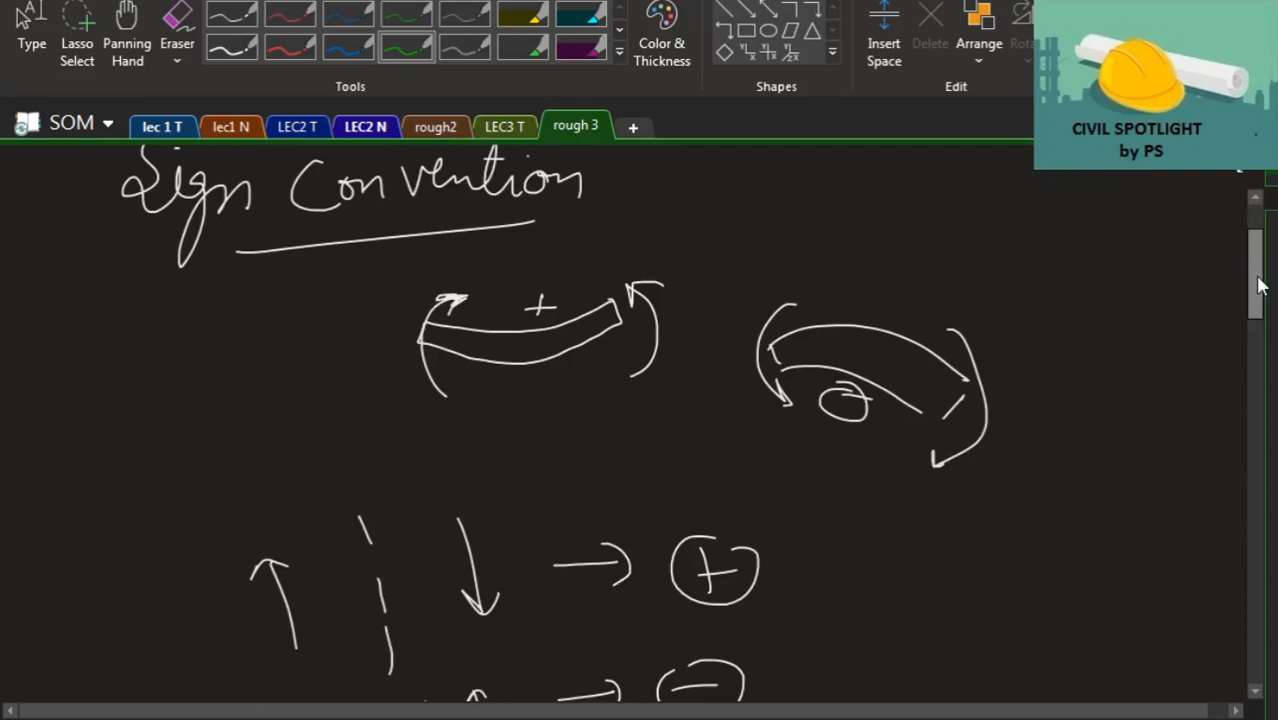 Type
Lasso Select
Panning Hand
Eraser
Color & Thickness
Insert Space
Delete
Arrange
Tools
Shapes
Edit
SOM
lec 1 T
lec1 N
LEC2 T
LEC2 N
rough2
LEC3 T
rough 3
+
CIVIL SPOTLIGHT
by PS
Sign Convention
+
-
→ +
→ -